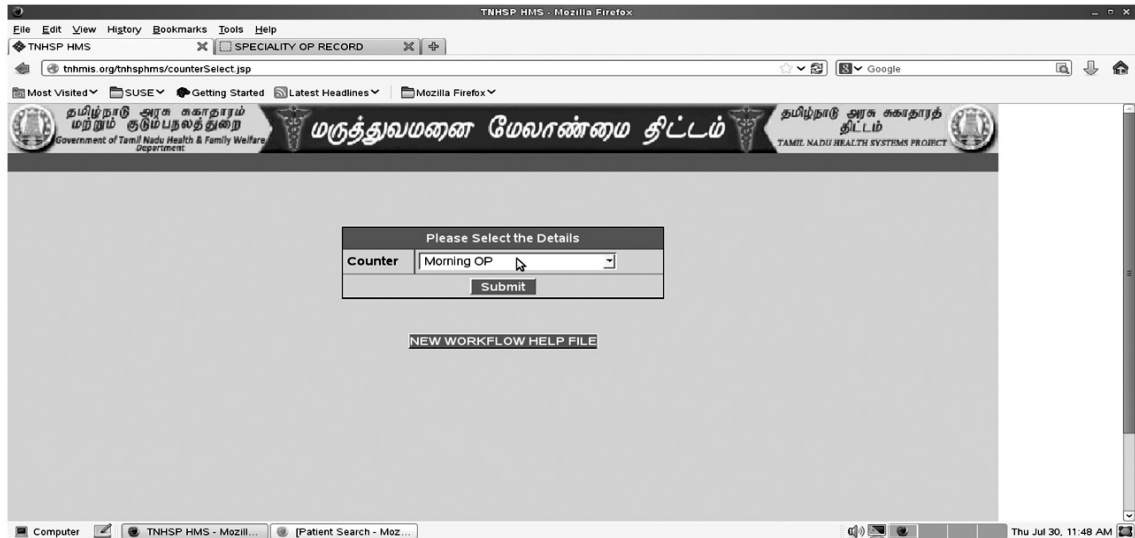 TNHSP HMS - Mozilla Firefox
File Edit View History Bookmarks Tools Help
TNHSP HMS SPECIALITY OP RECORD
tnhmis.org/tnhsphms/counterSelect.jsp Google
Most Visited SUSE Getting Started Latest Headlines Mozilla Firefox
தமிழ்நாடு அரசு சுகாதாரம்
மற்றும் குடும்பநலத்துறை
Government of Tamil Nadu Health & Family Welfare
Department
மருத்துவமனை மேலாண்மை திட்டம்
தமிழ்நாடு அரசு சுகாதாரத்
திட்டம்
TAMIL NADU HEALTH SYSTEMS PROJECT
Please Select the Details
Counter Morning OP
Submit
NEW WORKFLOW HELP FILE
Computer TNHSP HMS - Mozill... [Patient Search - Moz... Thu Jul 30, 11:48 AM